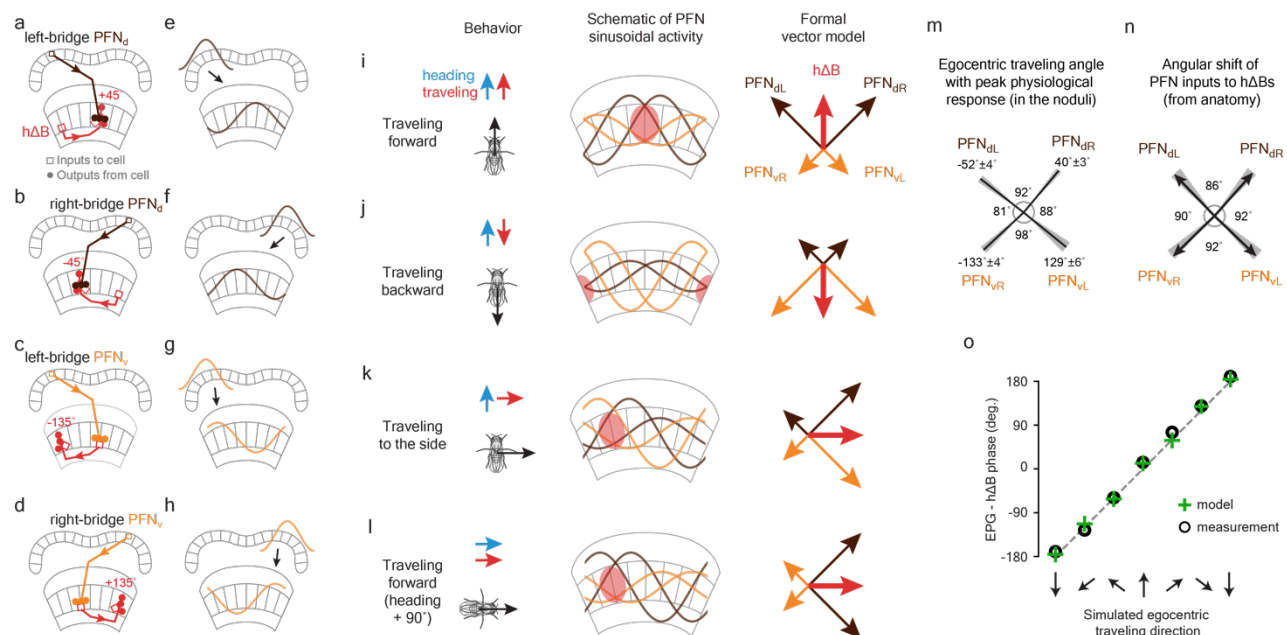 a
left-bridge PFNd
+45
hΔB
Inputs to cell
Outputs from cell
b
right-bridge PFNd
-45°
c
left-bridge PFNv
-135°
d
right-bridge PFNv
+135°
e
f
g
h
Behavior
Schematic of PFN
sinusoidal activity
Formal
vector model
i
heading
traveling
Traveling
forward
hΔB
PFNdL
PFNdR
PFNvR
PFNvL
j
Traveling
backward
k
Traveling
to the side
l
Traveling
forward
(heading
+ 90°)
m
Egocentric traveling angle
with peak physiological
response (in the noduli)
PFNdL
-52°±4°
PFNdR
40°±3°
92°
81°
88°
98°
-133°±4°
PFNvR
129°±6°
PFNvL
n
Angular shift of
PFN inputs to hΔBs
(from anatomy)
PFNdL
PFNdR
86°
90°
92°
92°
PFNvR
PFNvL
o
EPG - hΔB phase (deg.)
180
90
0
-90
-180
model
measurement
Simulated egocentric
traveling direction